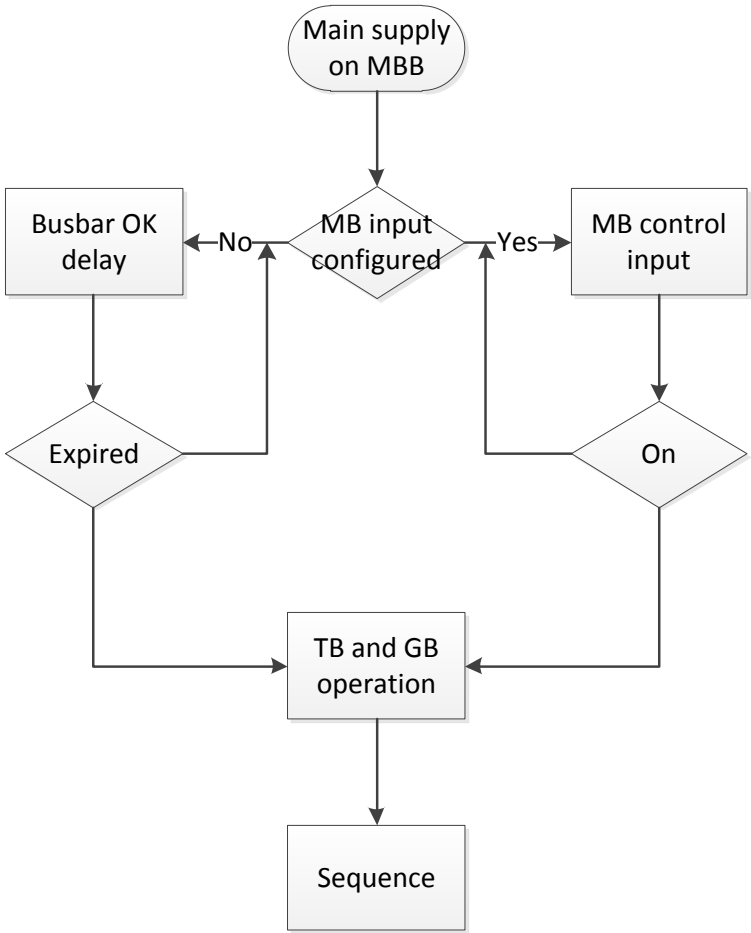 Main supply
on MBB
MB input
configured
No
Yes
Busbar OK
delay
MB control
input
Expired
On
TB and GB
operation
Sequence